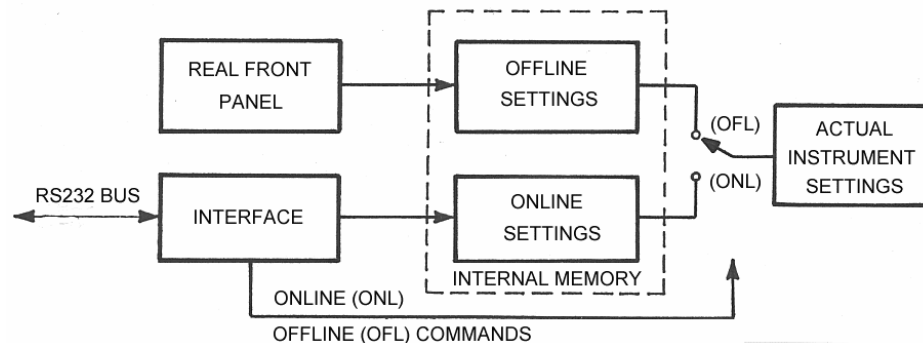 REAL FRONT
PANEL
OFFLINE
SETTINGS
(OFL)
(ONL)
ACTUAL
INSTRUMENT
SETTINGS
RS232 BUS
INTERFACE
ONLINE
SETTINGS
INTERNAL MEMORY
ONLINE (ONL)
OFFLINE (OFL) COMMANDS